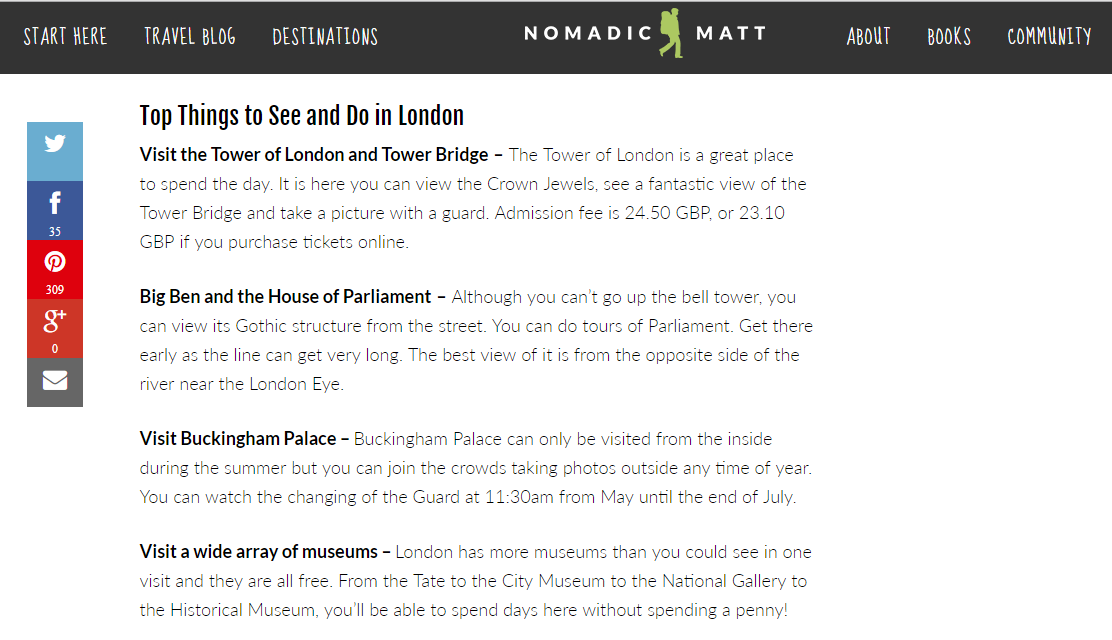 START HERE TRAVEL BLOG DESTINATIONS NOMADIC MATT ABOUT BOOKS COMMUNITY
Top Things to See and Do in London
Visit the Tower of London and Tower Bridge – The Tower of London is a great place
to spend the day. It is here you can view the Crown Jewels, see a fantastic view of the
Tower Bridge and take a picture with a guard. Admission fee is 24.50 GBP, or 23.10
GBP if you purchase tickets online.
Big Ben and the House of Parliament – Although you can't go up the bell tower, you
can view its Gothic structure from the street. You can do tours of Parliament. Get there
early as the line can get very long. The best view of it is from the opposite side of the
river near the London Eye.
Visit Buckingham Palace – Buckingham Palace can only be visited from the inside
during the summer but you can join the crowds taking photos outside any time of year.
You can watch the changing of the Guard at 11:30am from May until the end of July.
Visit a wide array of museums – London has more museums than you could see in one
visit and they are all free. From the Tate to the City Museum to the National Gallery to
the Historical Museum, you'll be able to spend days here without spending a penny!
f
35
309
g+
0